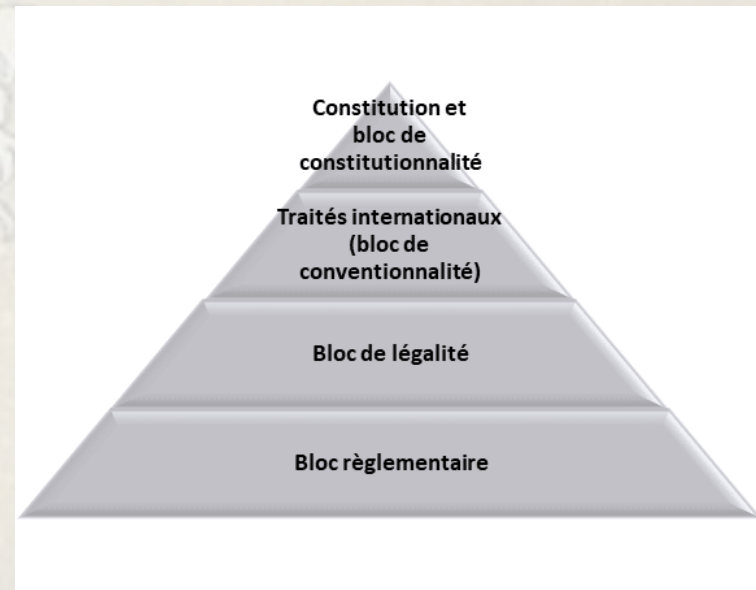 Constitution et
bloc de
constitutionnalité
Traités internationaux
(bloc de
conventionnalité)
Bloc de légalité
Bloc règlementaire